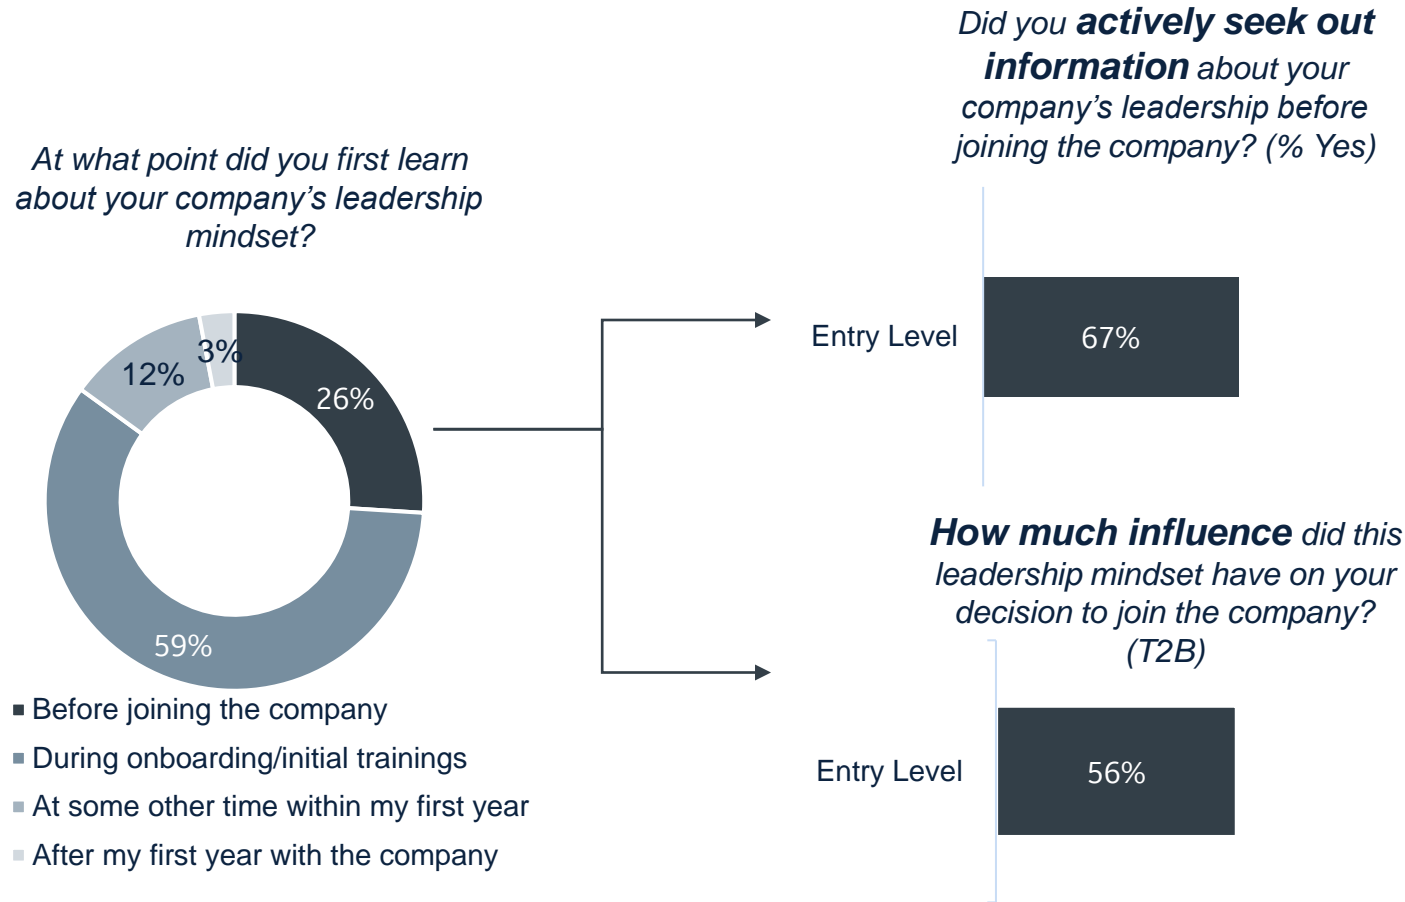 At what point did you first learn
about your company’s leadership
mindset?
3%
12%
26%
59%
Before joining the company
During onboarding/initial trainings
At some other time within my first year
After my first year with the company
Did you actively seek out
information about your
company’s leadership before
joining the company? (% Yes)
Entry Level
67%
How much influence did this
leadership mindset have on your
decision to join the company?
(T2B)
Entry Level
56%